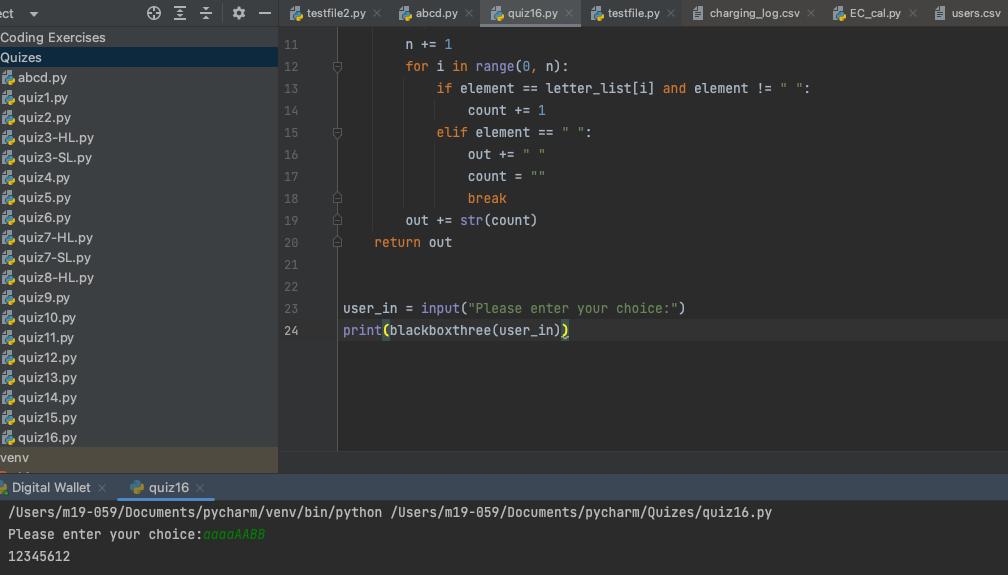 ect
testfile2.py
abcd.py
quiz16.py
testfile.py
charging_log.csv
EC_cal.py
users.csv
Coding Exercises
Quizes
abcd.py
quiz1.py
quiz2.py
quiz3-HL.py
quiz3-SL.py
quiz4.py
quiz5.py
quiz6.py
quiz7-HL.py
quiz7-SL.py
quiz8-HL.py
quiz9.py
quiz10.py
quiz11.py
quiz12.py
quiz13.py
quiz14.py
quiz15.py
quiz16.py
venv
11 n += 1
12 for i in range(0, n):
13 if element == letter_list[i] and element != " ":
14 count += 1
15 elif element == " ":
16 out += " "
17 count = ""
18 break
19 out += str(count)
20 return out
21
22
23 user_in = input("Please enter your choice:")
24 print(blackboxthree(user_in))
Digital Wallet
quiz16
/Users/m19-059/Documents/pycharm/venv/bin/python /Users/m19-059/Documents/pycharm/Quizes/quiz16.py
Please enter your choice:aaaaAABB
12345612